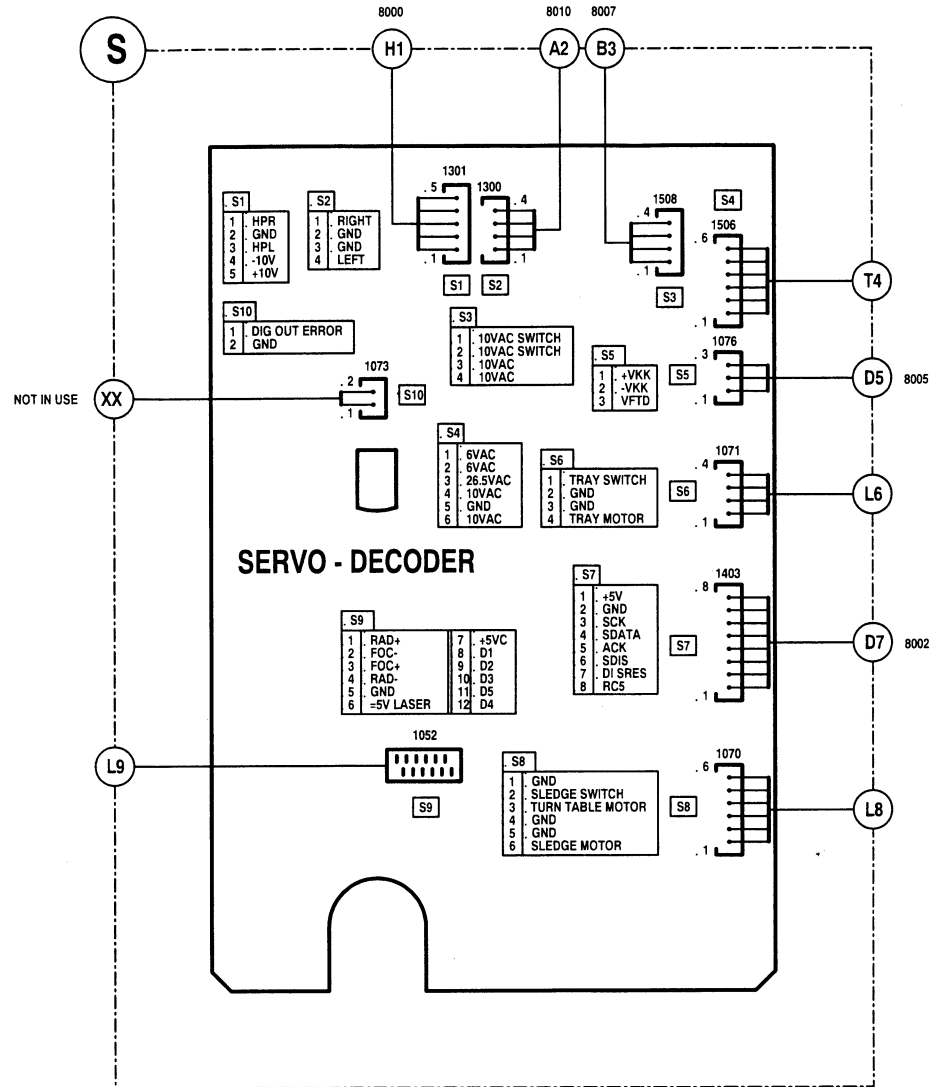 8000
8010
8007
S
H1
A2
B3
1301
1300
1508
S4
1506
. S1
1 . HPR
2 . GND
3 . HPL
4 . -10V
5 . +10V
. S2
1 . RIGHT
2 . GND
3 . GND
4 . LEFT
. 5
. 1
. 4
. 1
. 4
. 1
. 6
. 1
S1
S2
S3
T4
. S10
1 . DIG OUT ERROR
2 . GND
. S3
1 . 10VAC SWITCH
2 . 10VAC SWITCH
3 . 10VAC
4 . 10VAC
. S5
1 . +VKK
2 . -VKK
3 . VFTD
S5
1076
. 3
. 1
D5
8005
NOT IN USE
XX
1073
. 2
. 1
S10
. S4
1 . 6VAC
2 . 6VAC
3 . 26.5VAC
4 . 10VAC
5 . GND
6 . 10VAC
. S6
1 . TRAY SWITCH
2 . GND
3 . GND
4 . TRAY MOTOR
S6
1071
. 4
. 1
L6
SERVO - DECODER
. S7
1 . +5V
2 . GND
3 . SCK
4 . SDATA
5 . ACK
6 . SDIS
7 . DI SRES
8 . RC5
S7
1403
. 8
. 1
D7
8002
. S9
1 . RAD+ 7 . +5VC
2 . FOC- 8 . D1
3 . FOC+ 9 . D2
4 . RAD- 10 . D3
5 . GND 11 . D5
6 . =5V LASER 12 . D4
1052
L9
S9
. S8
1 . GND
2 . SLEDGE SWITCH
3 . TURN TABLE MOTOR
4 . GND
5 . GND
6 . SLEDGE MOTOR
S8
1070
. 6
. 1
L8